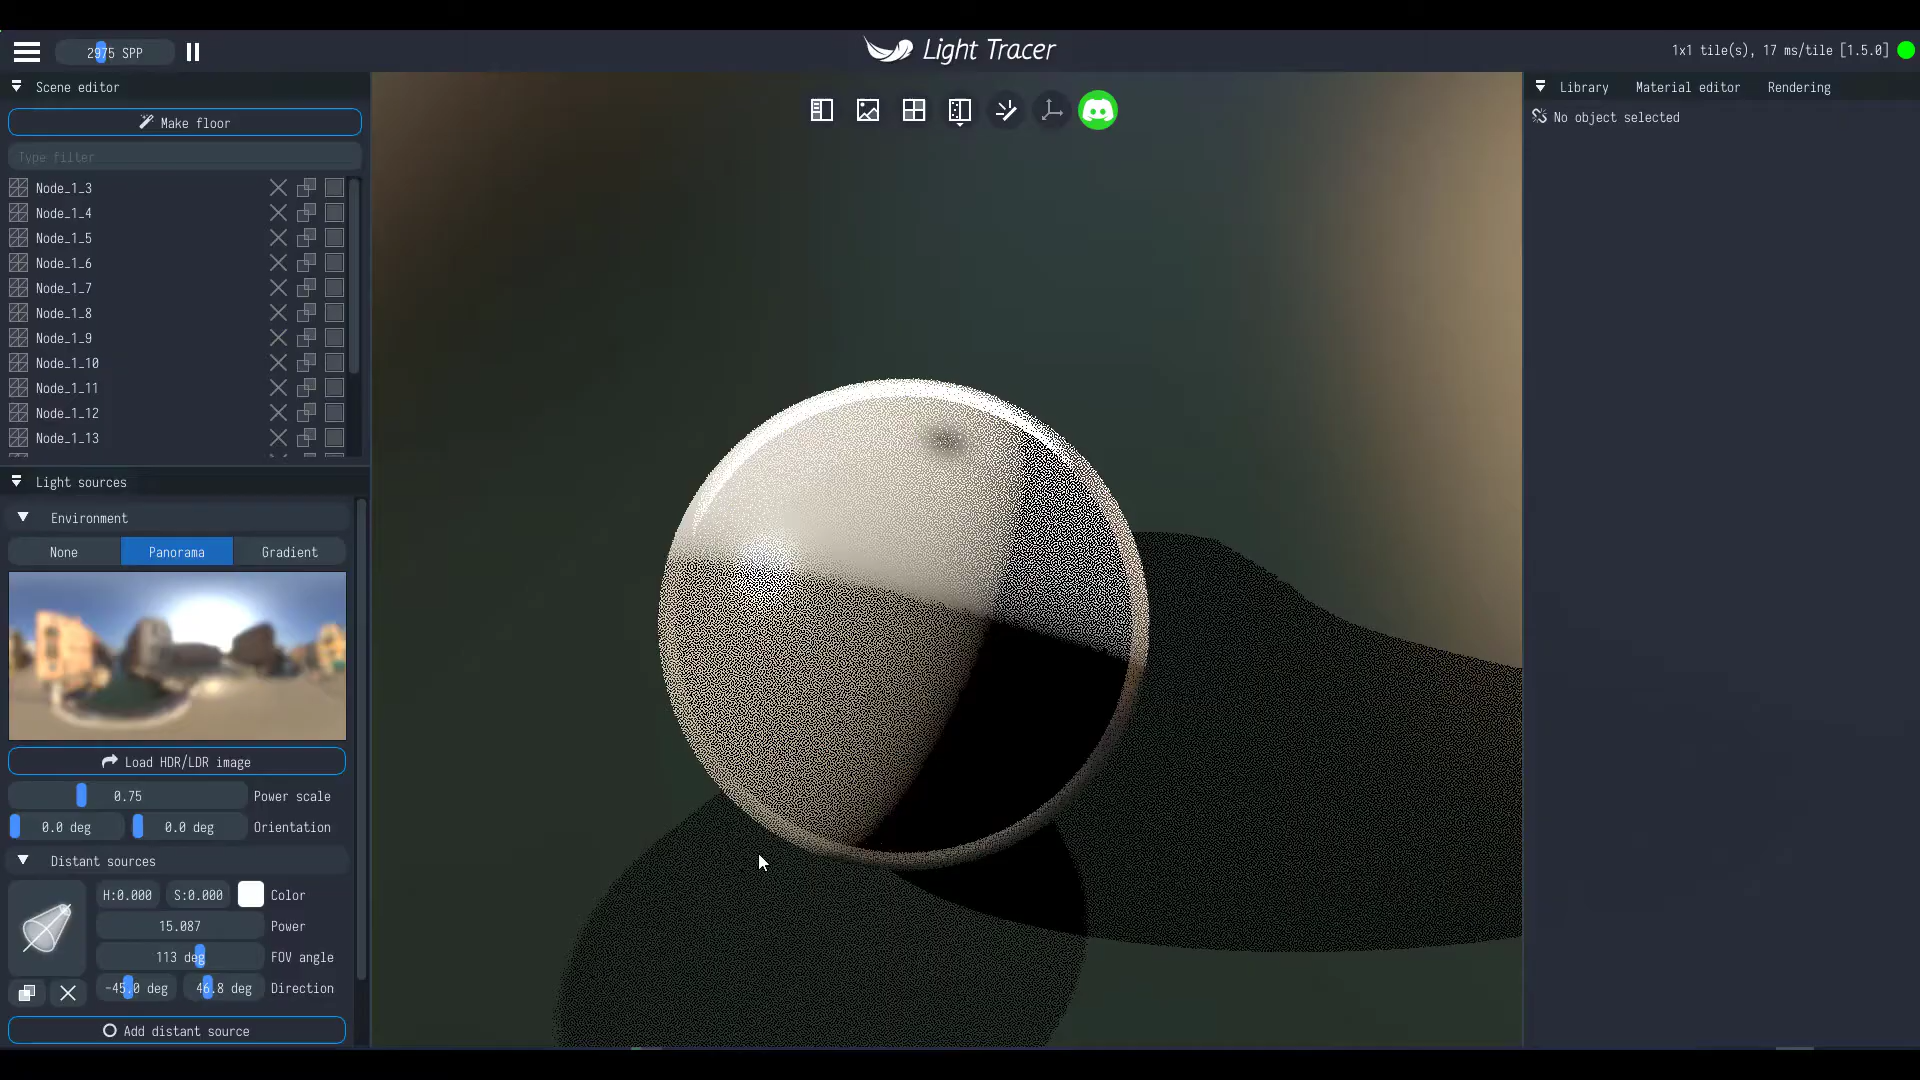 2975 SPP
Light Tracer
1x1 tile(s), 17 ms/tile [1.5.0]
Scene editor
Make floor
Type filter
Node_1_3
Node_1_4
Node_1_5
Node_1_6
Node_1_7
Node_1_8
Node_1_9
Node_1_10
Node_1_11
Node_1_12
Node_1_13
Light sources
Environment
None Panorama Gradient
Load HDR/LDR image
0.75 Power scale
0.0 deg 0.0 deg Orientation
Distant sources
H:0.000 S:0.000 Color
15.087 Power
113 deg FOV angle
-45.0 deg 46.8 deg Direction
Add distant source
Library Material editor Rendering
No object selected